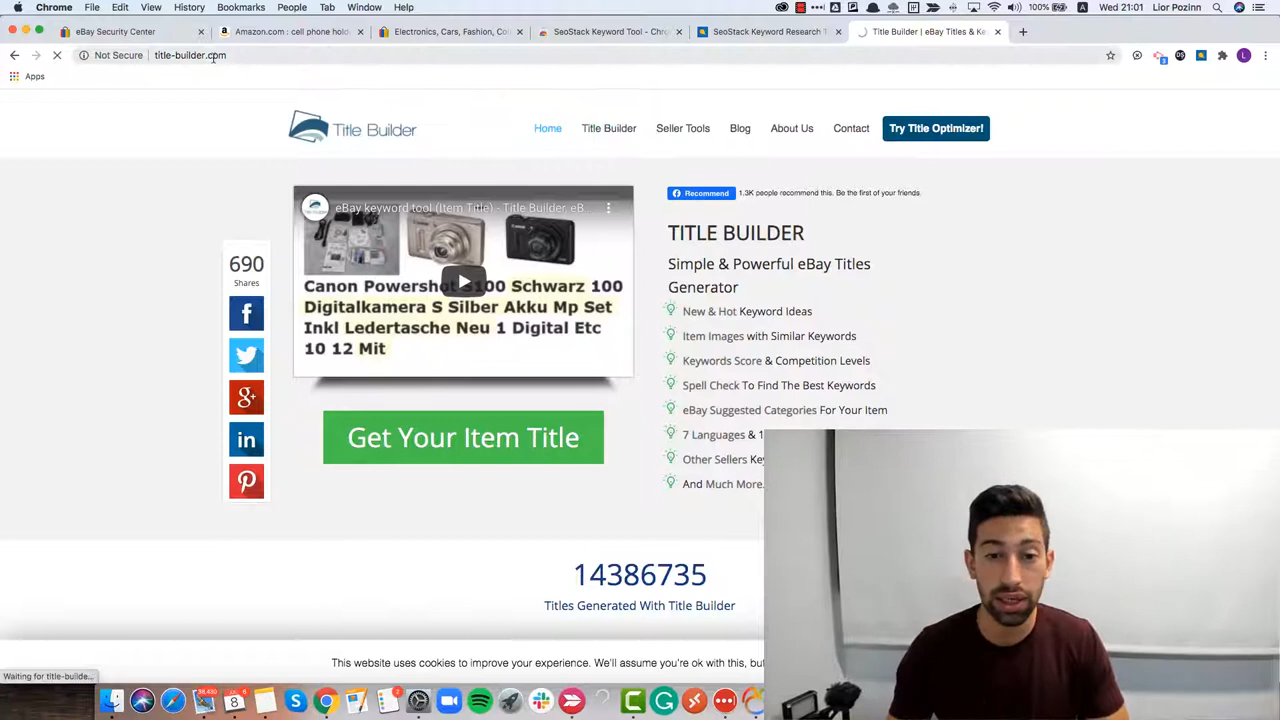 Chrome File Edit View History Bookmarks People Tab Window Help 100% Wed 21:01 Lior Pozinn
eBay Security Center
Amazon.com : cell phone hold
Electronics, Cars, Fashion, Col
SeoStack Keyword Tool - Chro
SeoStack Keyword Research T
Title Builder | eBay Titles & Ke
Not Secure title-builder.com
Apps
Title Builder
Home Title Builder Seller Tools Blog About Us Contact Try Title Optimizer!
eBay keyword tool (Item Title) - Title Builder, eB...
Canon Powershot S100 Schwarz 100
Digitalkamera S Silber Akku Mp Set
Inkl Ledertasche Neu 1 Digital Etc
10 12 Mit
Get Your Item Title
690
Shares
Recommend 1.3K people recommend this. Be the first of your friends.
TITLE BUILDER
Simple & Powerful eBay Titles
Generator
New & Hot Keyword Ideas
Item Images with Similar Keywords
Keywords Score & Competition Levels
Spell Check To Find The Best Keywords
eBay Suggested Categories For Your Item
7 Languages & 1
Other Sellers Key
And Much More.
14386735
Titles Generated With Title Builder
This website uses cookies to improve your experience. We'll assume you're ok with this, but
Waiting for title-builde...